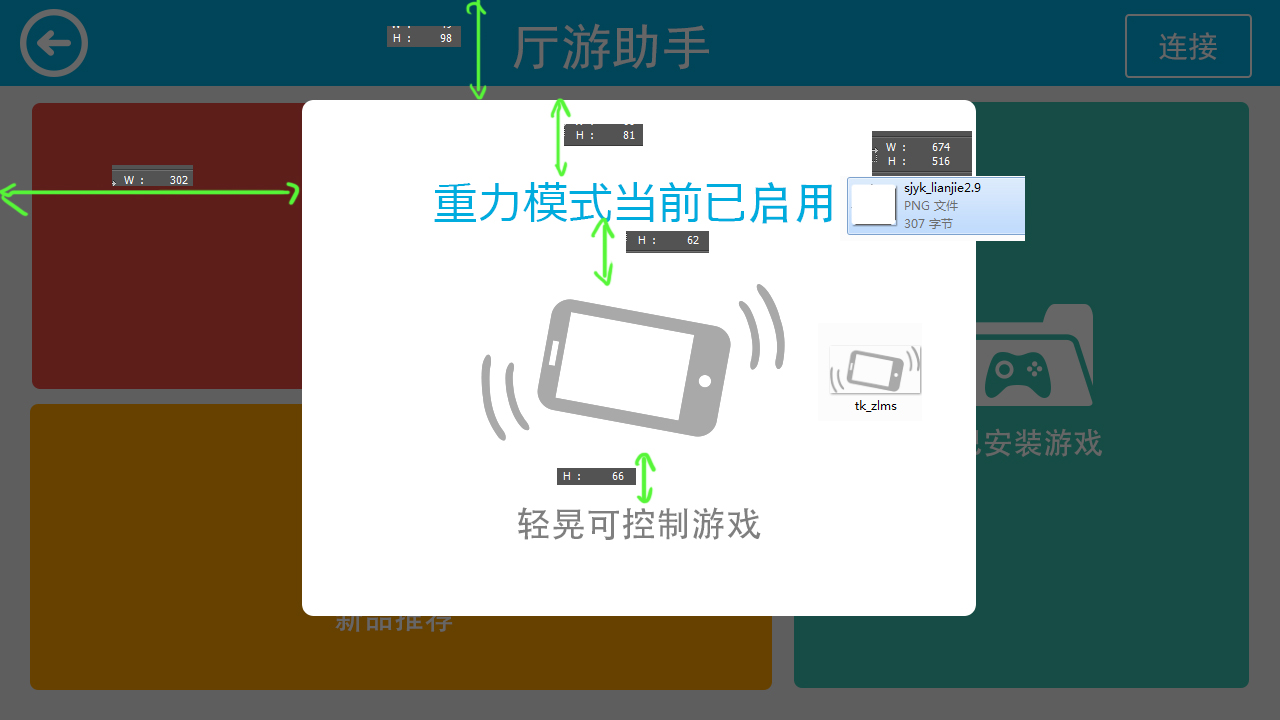 厅游助手
连接
H : 98
H : 81
W : 674
H : 516
W : 302
重力模式当前已启用
sjyk_lianjie2.9
PNG 文件
307 字节
H : 62
tk_zlms
已安装游戏
H : 66
轻晃可控制游戏
新品推荐